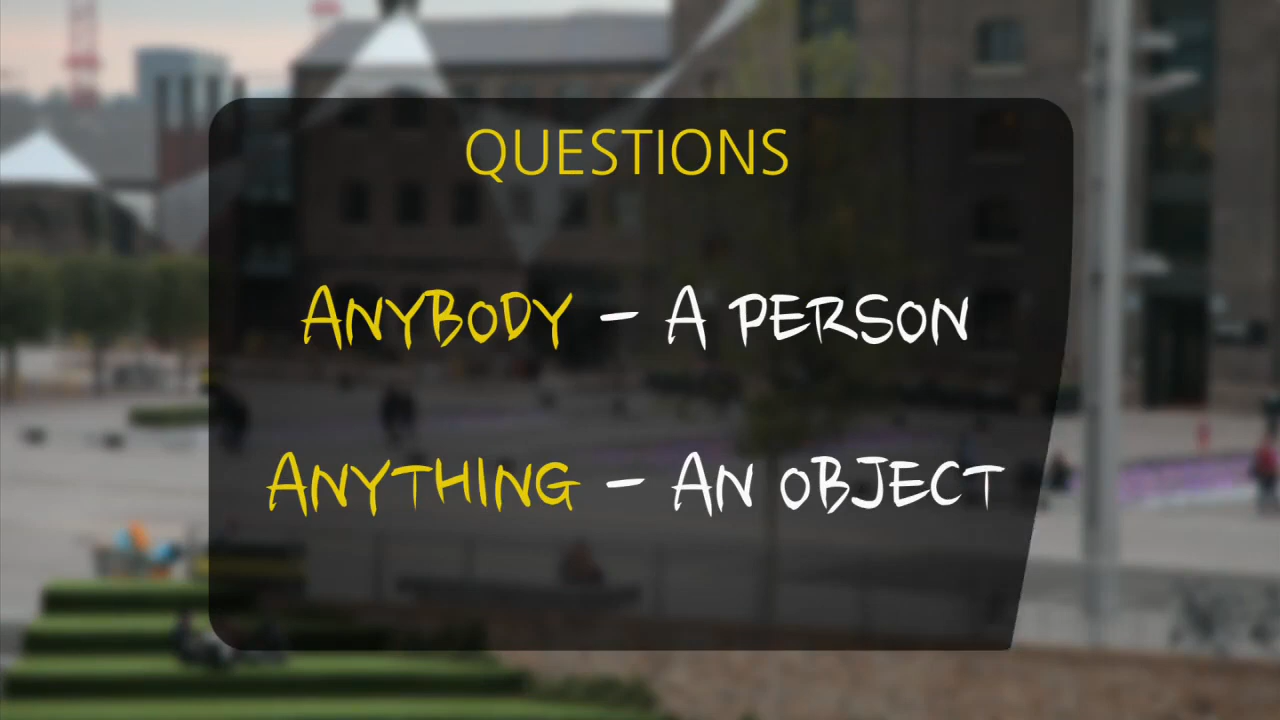 QUESTIONS
ANYBODY – A PERSON
ANYTHING – AN OBJECT